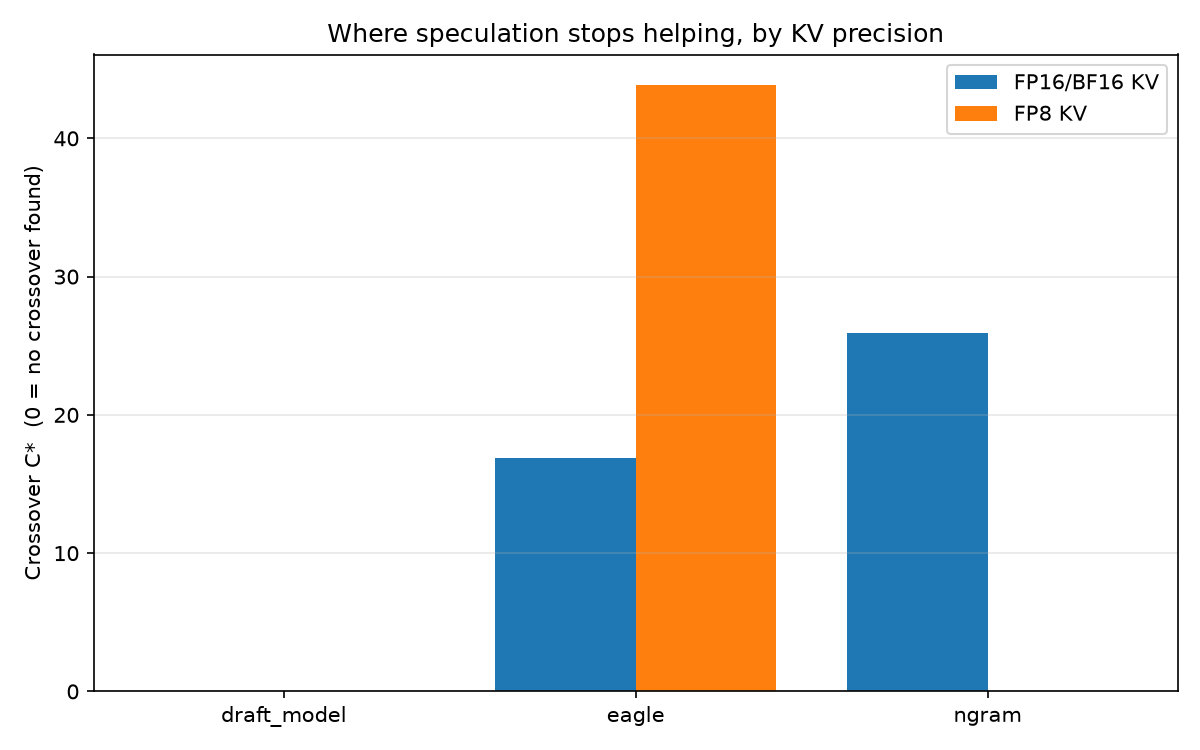 Where speculation stops helping, by KV precision
FP16/BF16 KV
FP8 KV
Crossover C*  (0 = no crossover found)
40
30
20
10
0
draft_model
eagle
ngram